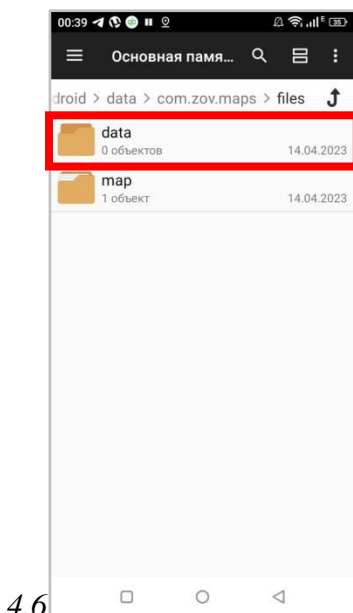 00:39
35
Основная памя...
droid > data > com.zov.maps > files
data
0 объектов 14.04.2023
map
1 объект 14.04.2023
4.6